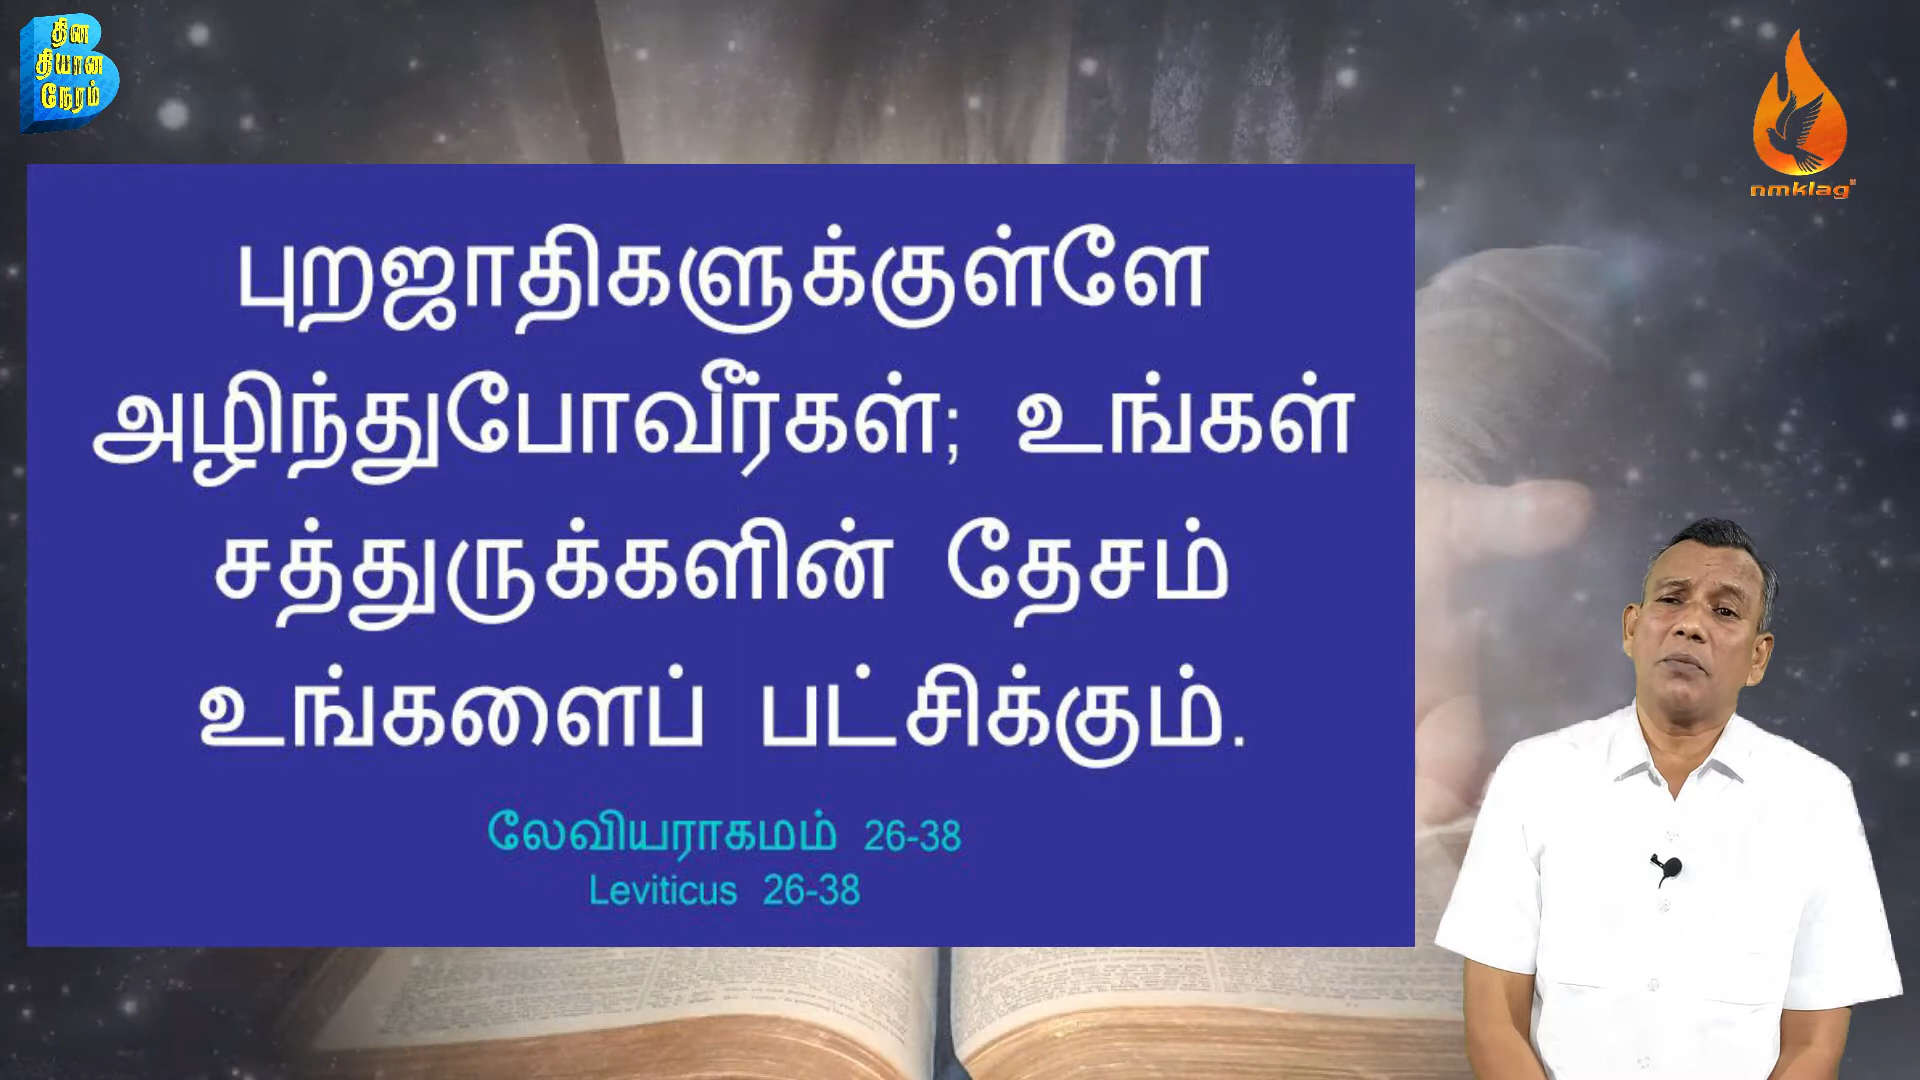 தின
தியான
நேரம்
nmklag
புறஜாதிகளுக்குள்ளே
அழிந்துபோவீர்கள்; உங்கள்
சத்துருக்களின் தேசம்
உங்களைப் பட்சிக்கும்.
லேவியராகமம் 26-38
Leviticus 26-38